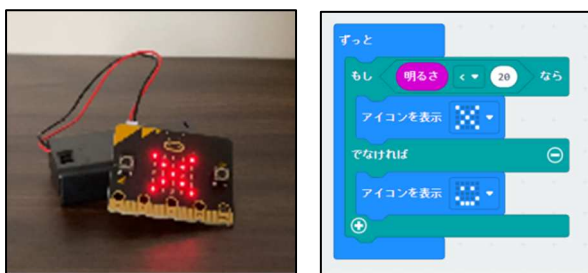 ずっと
もし 明るさ < 20 なら
アイコンを表示
でなければ
アイコンを表示